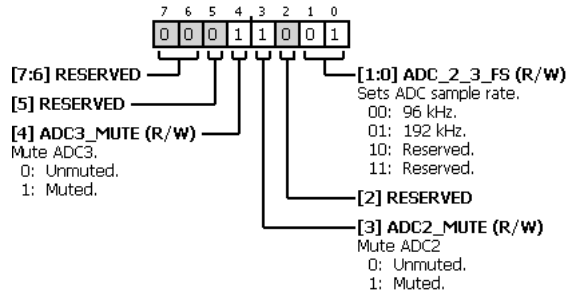 7 6 5 4 3 2 1 0
0 0 0 1 1 0 0 1
[7:6] RESERVED
[5] RESERVED
[4] ADC3_MUTE (R/W)
Mute ADC3.
0: Unmuted.
1: Muted.
[1:0] ADC_2_3_FS (R/W)
Sets ADC sample rate.
00: 96 kHz.
01: 192 kHz.
10: Reserved.
11: Reserved.
[2] RESERVED
[3] ADC2_MUTE (R/W)
Mute ADC2
0: Unmuted.
1: Muted.